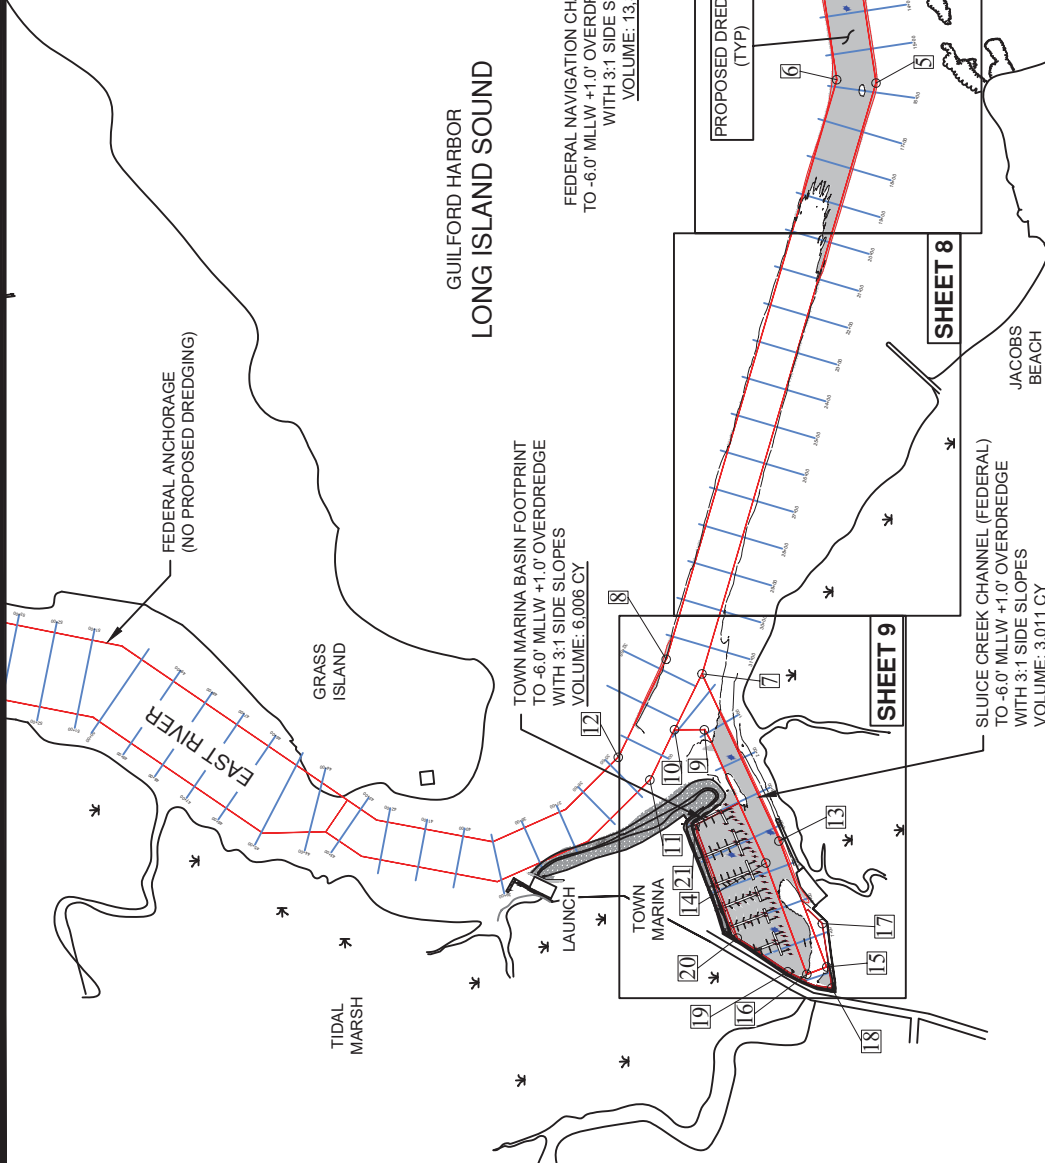 GUILFORD HARBOR
LONG ISLAND SOUND
FEDERAL NAVIGATION CHA
TO -6.0' MLLW +1.0' OVERDRE
WITH 3:1 SIDE S
VOLUME: 13,
PROPOSED DRED
(TYP)
6
5
SHEET 8
JACOBS
BEACH
FEDERAL ANCHORAGE
(NO PROPOSED DREDGING)
EAST RIVER
GRASS
ISLAND
TOWN MARINA BASIN FOOTPRINT
TO -6.0' MLLW +1.0' OVERDREDGE
WITH 3:1 SIDE SLOPES
VOLUME: 6,006 CY
8
7
12
10
9
11
SHEET 9
SLUICE CREEK CHANNEL (FEDERAL)
TO -6.0' MLLW +1.0' OVERDREDGE
WITH 3:1 SIDE SLOPES
VOLUME: 3,011 CY
13
21
14
20
19
16
17
15
18
LAUNCH
TOWN
MARINA
TIDAL
MARSH